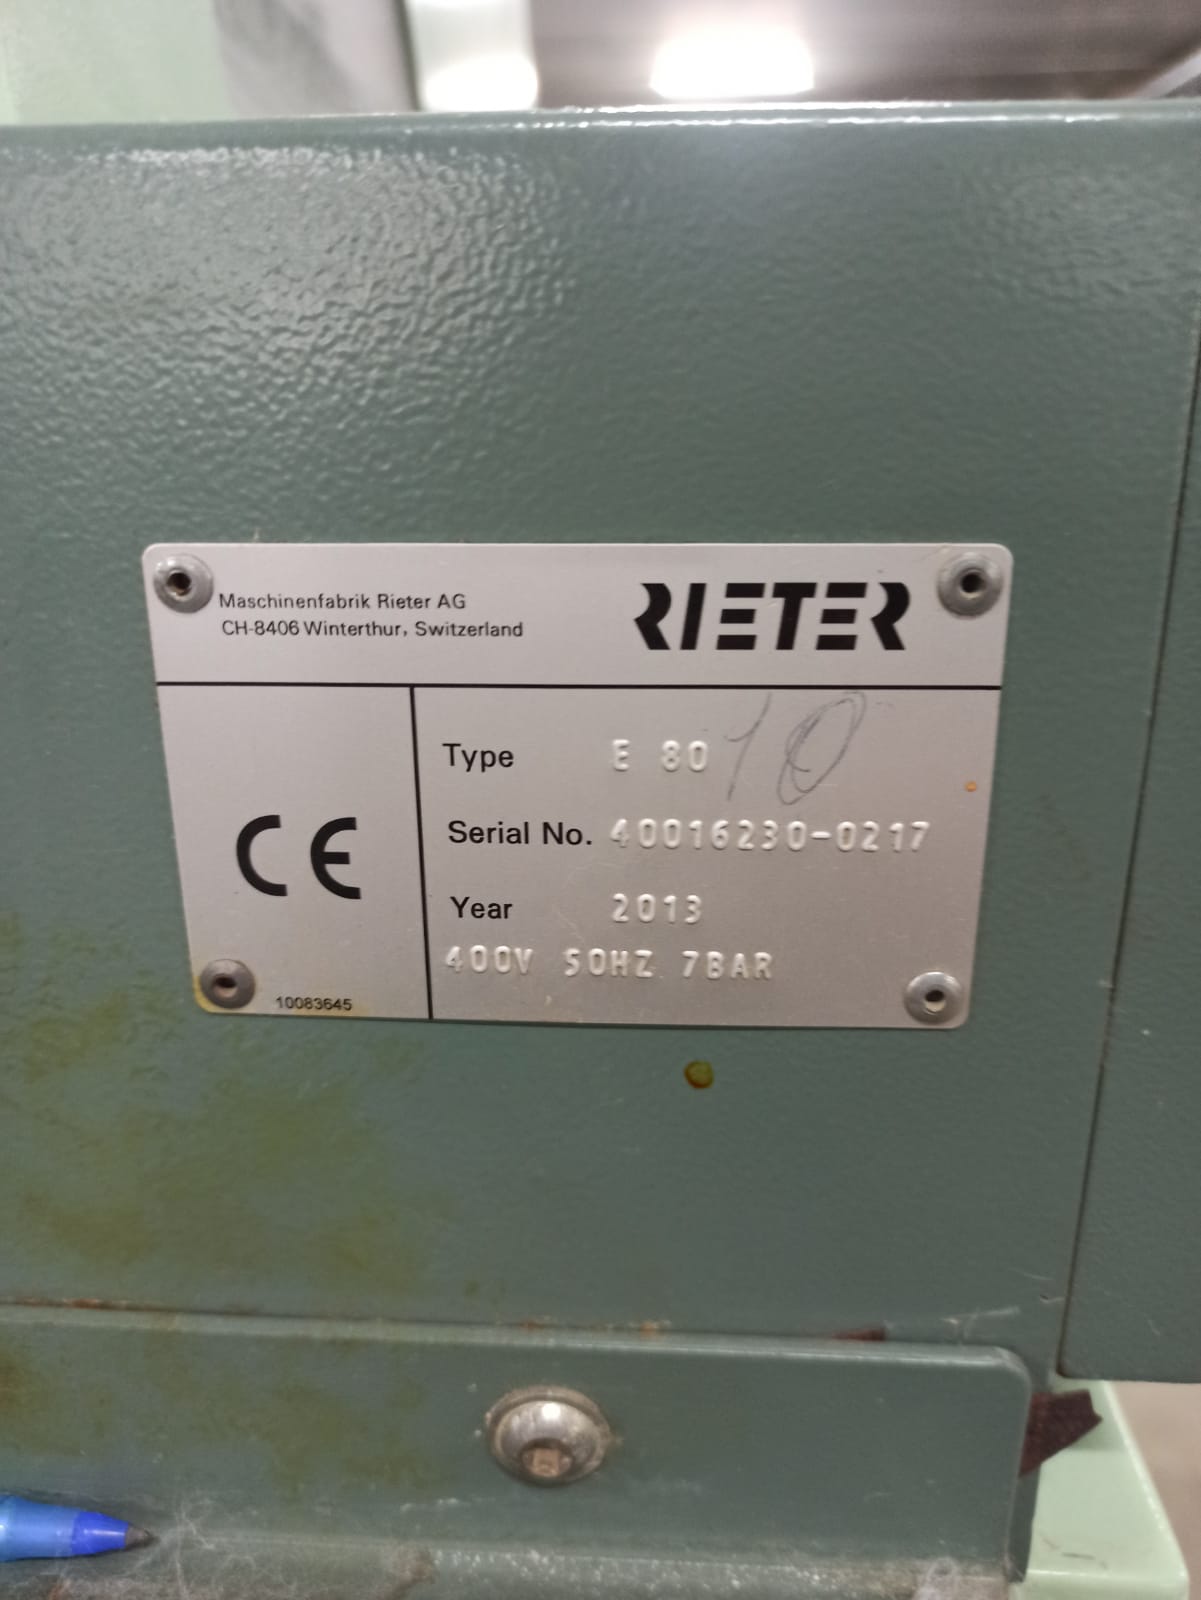 Maschinenfabrik Rieter AG
CH-8406 Winterthur, Switzerland
RIETER
Type E 80 10
Serial No. 40016230-0217
Year 2013
400V 50HZ 7BAR
CE
10083645